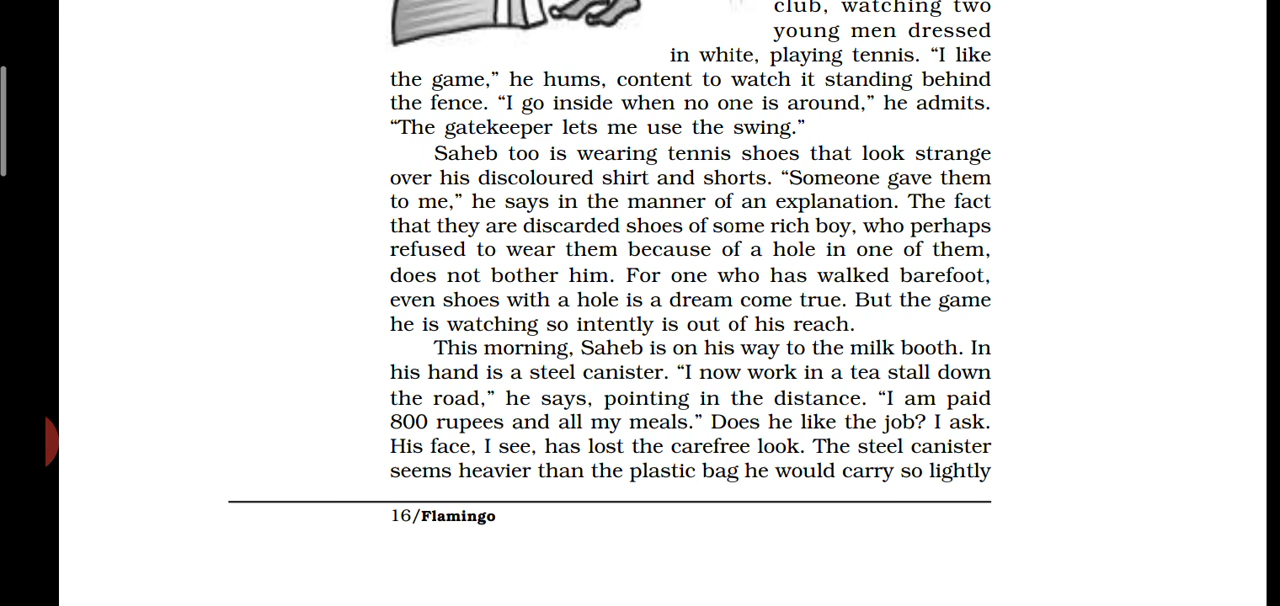 club, watching two
young men dressed
in white, playing tennis. “I like
the game,” he hums, content to watch it standing behind
the fence. “I go inside when no one is around,” he admits.
“The gatekeeper lets me use the swing.”
Saheb too is wearing tennis shoes that look strange
over his discoloured shirt and shorts. “Someone gave them
to me,” he says in the manner of an explanation. The fact
that they are discarded shoes of some rich boy, who perhaps
refused to wear them because of a hole in one of them,
does not bother him. For one who has walked barefoot,
even shoes with a hole is a dream come true. But the game
he is watching so intently is out of his reach.
This morning, Saheb is on his way to the milk booth. In
his hand is a steel canister. “I now work in a tea stall down
the road,” he says, pointing in the distance. “I am paid
800 rupees and all my meals.” Does he like the job? I ask.
His face, I see, has lost the carefree look. The steel canister
seems heavier than the plastic bag he would carry so lightly
16/Flamingo